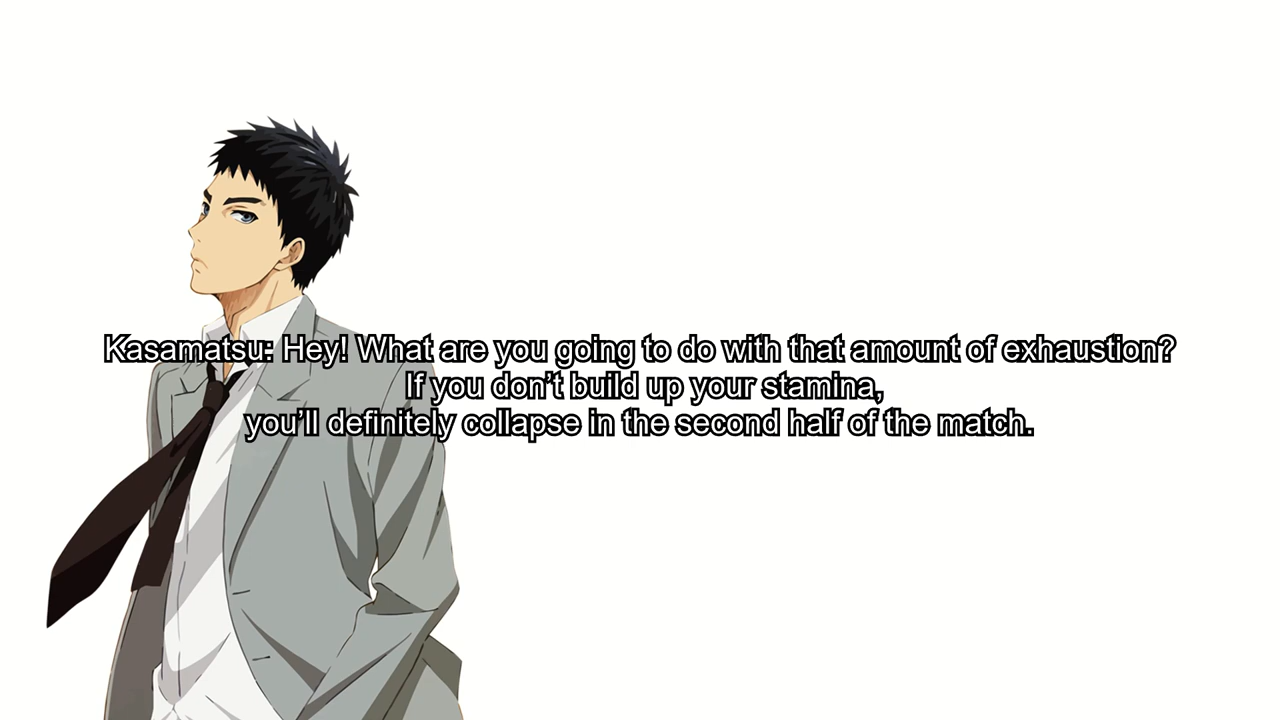 Kasamatsu: Hey! What are you going to do with that amount of exhaustion?
If you don't build up your stamina,
you'll definitely collapse in the second half of the match.